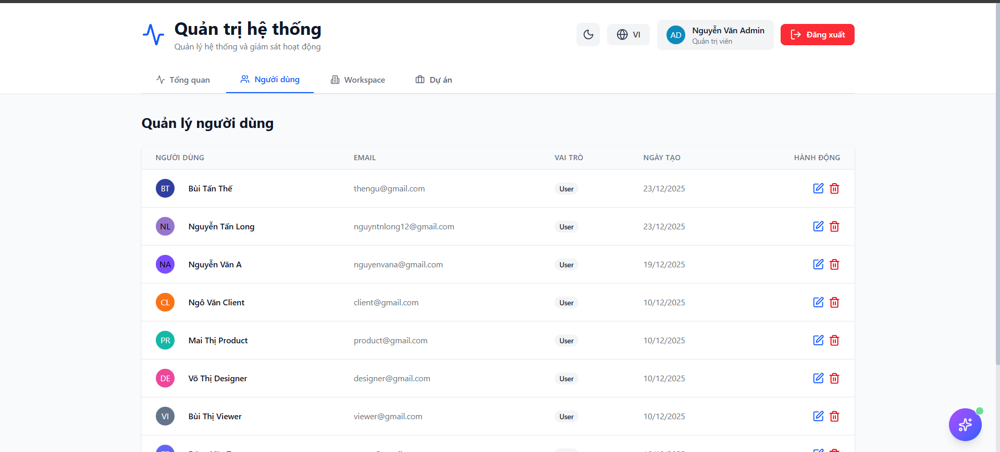 Quản trị hệ thống
Quản lý hệ thống và giám sát hoạt động
VI
AD
Nguyễn Văn Admin
Quản trị viên
Đăng xuất
Tổng quan
Người dùng
Workspace
Dự án
Quản lý người dùng
NGƯỜI DÙNG EMAIL VAI TRÒ NGÀY TẠO HÀNH ĐỘNG
BT Bùi Tấn Thế thengu@gmail.com User 23/12/2025
NL Nguyễn Tấn Long nguyntnlong12@gmail.com User 23/12/2025
NA Nguyễn Văn A nguyenvana@gmail.com User 19/12/2025
CL Ngô Văn Client client@gmail.com User 10/12/2025
PR Mai Thị Product product@gmail.com User 10/12/2025
DE Võ Thị Designer designer@gmail.com User 10/12/2025
VI Bùi Thị Viewer viewer@gmail.com User 10/12/2025